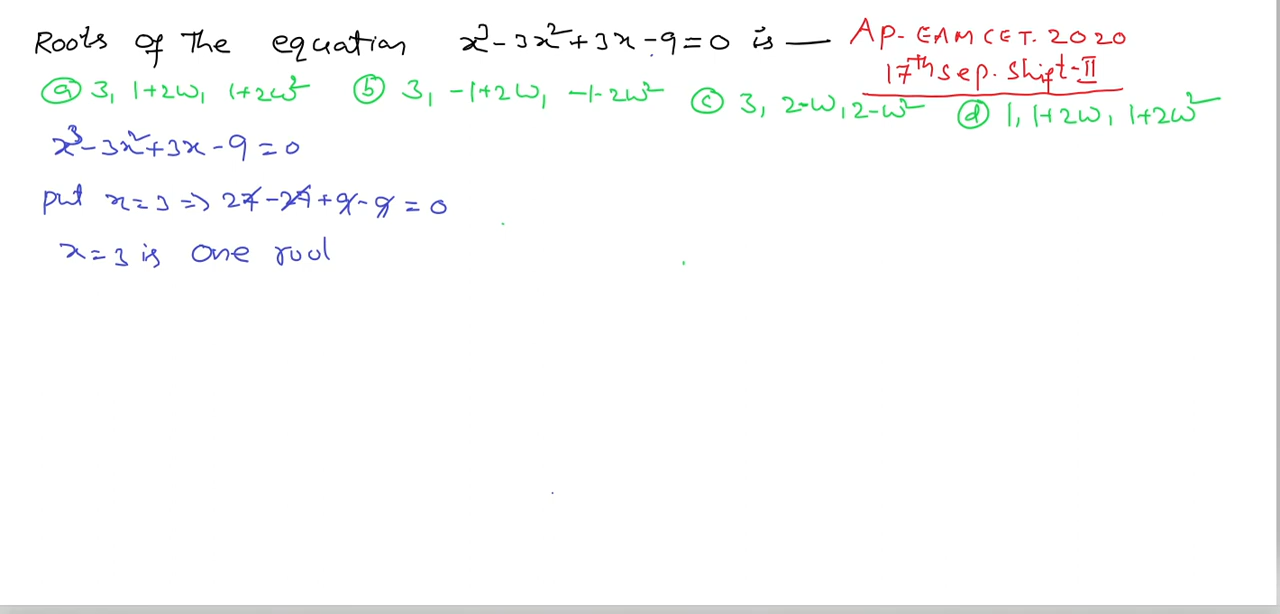 Roots of The equation x³-3x²+3x-9=0 is — AP- EAMCET. 2020
17th sep. Shift-II
ⓐ 3, 1+2ω, 1+2ω² ⓑ 3, -1+2ω, -1-2ω² ⓒ 3, 2-ω, 2-ω² ⓓ 1, 1+2ω, 1+2ω²
x³-3x²+3x-9=0
put x=3 => 27-27+9-9=0
x=3 is one root